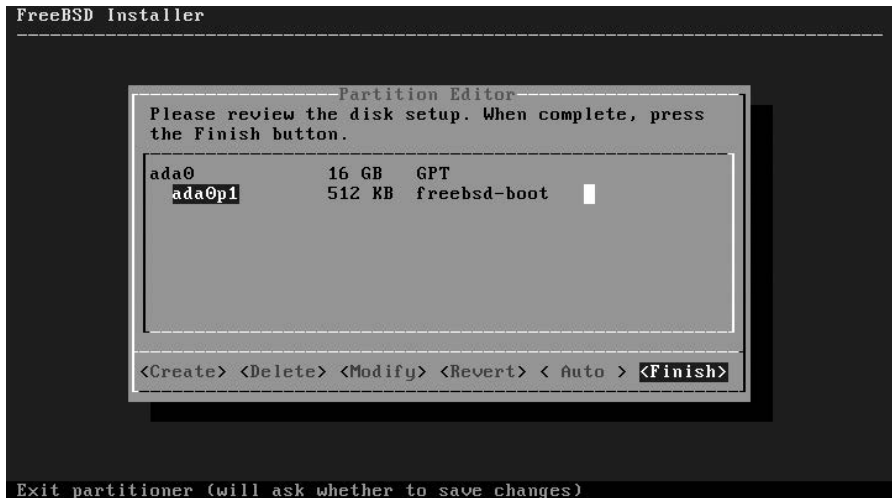 FreeBSD Installer
Partition Editor
Please review the disk setup. When complete, press
the Finish button.
ada0 16 GB GPT
ada0p1 512 KB freebsd-boot
<Create> <Delete> <Modify> <Revert> < Auto > <Finish>
Exit partitioner (will ask whether to save changes)